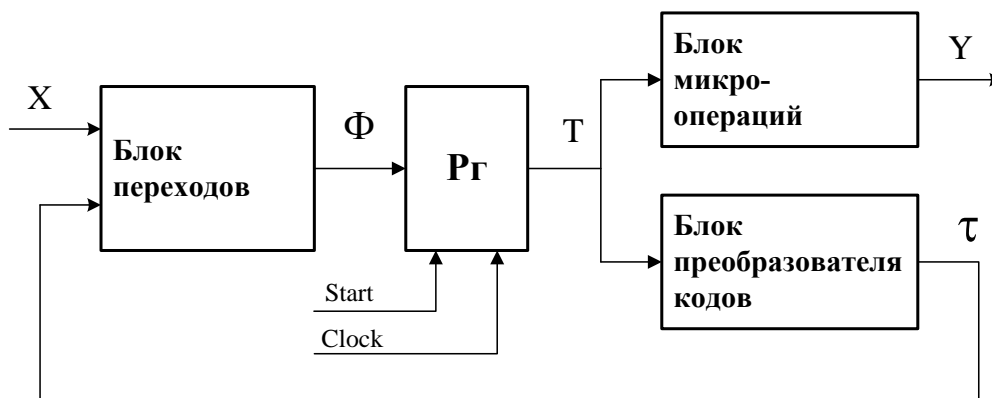 X
Блок
переходов
Φ
Рг
Start
Clock
T
Блок
микро-
операций
Y
Блок
преобразователя
кодов
τ